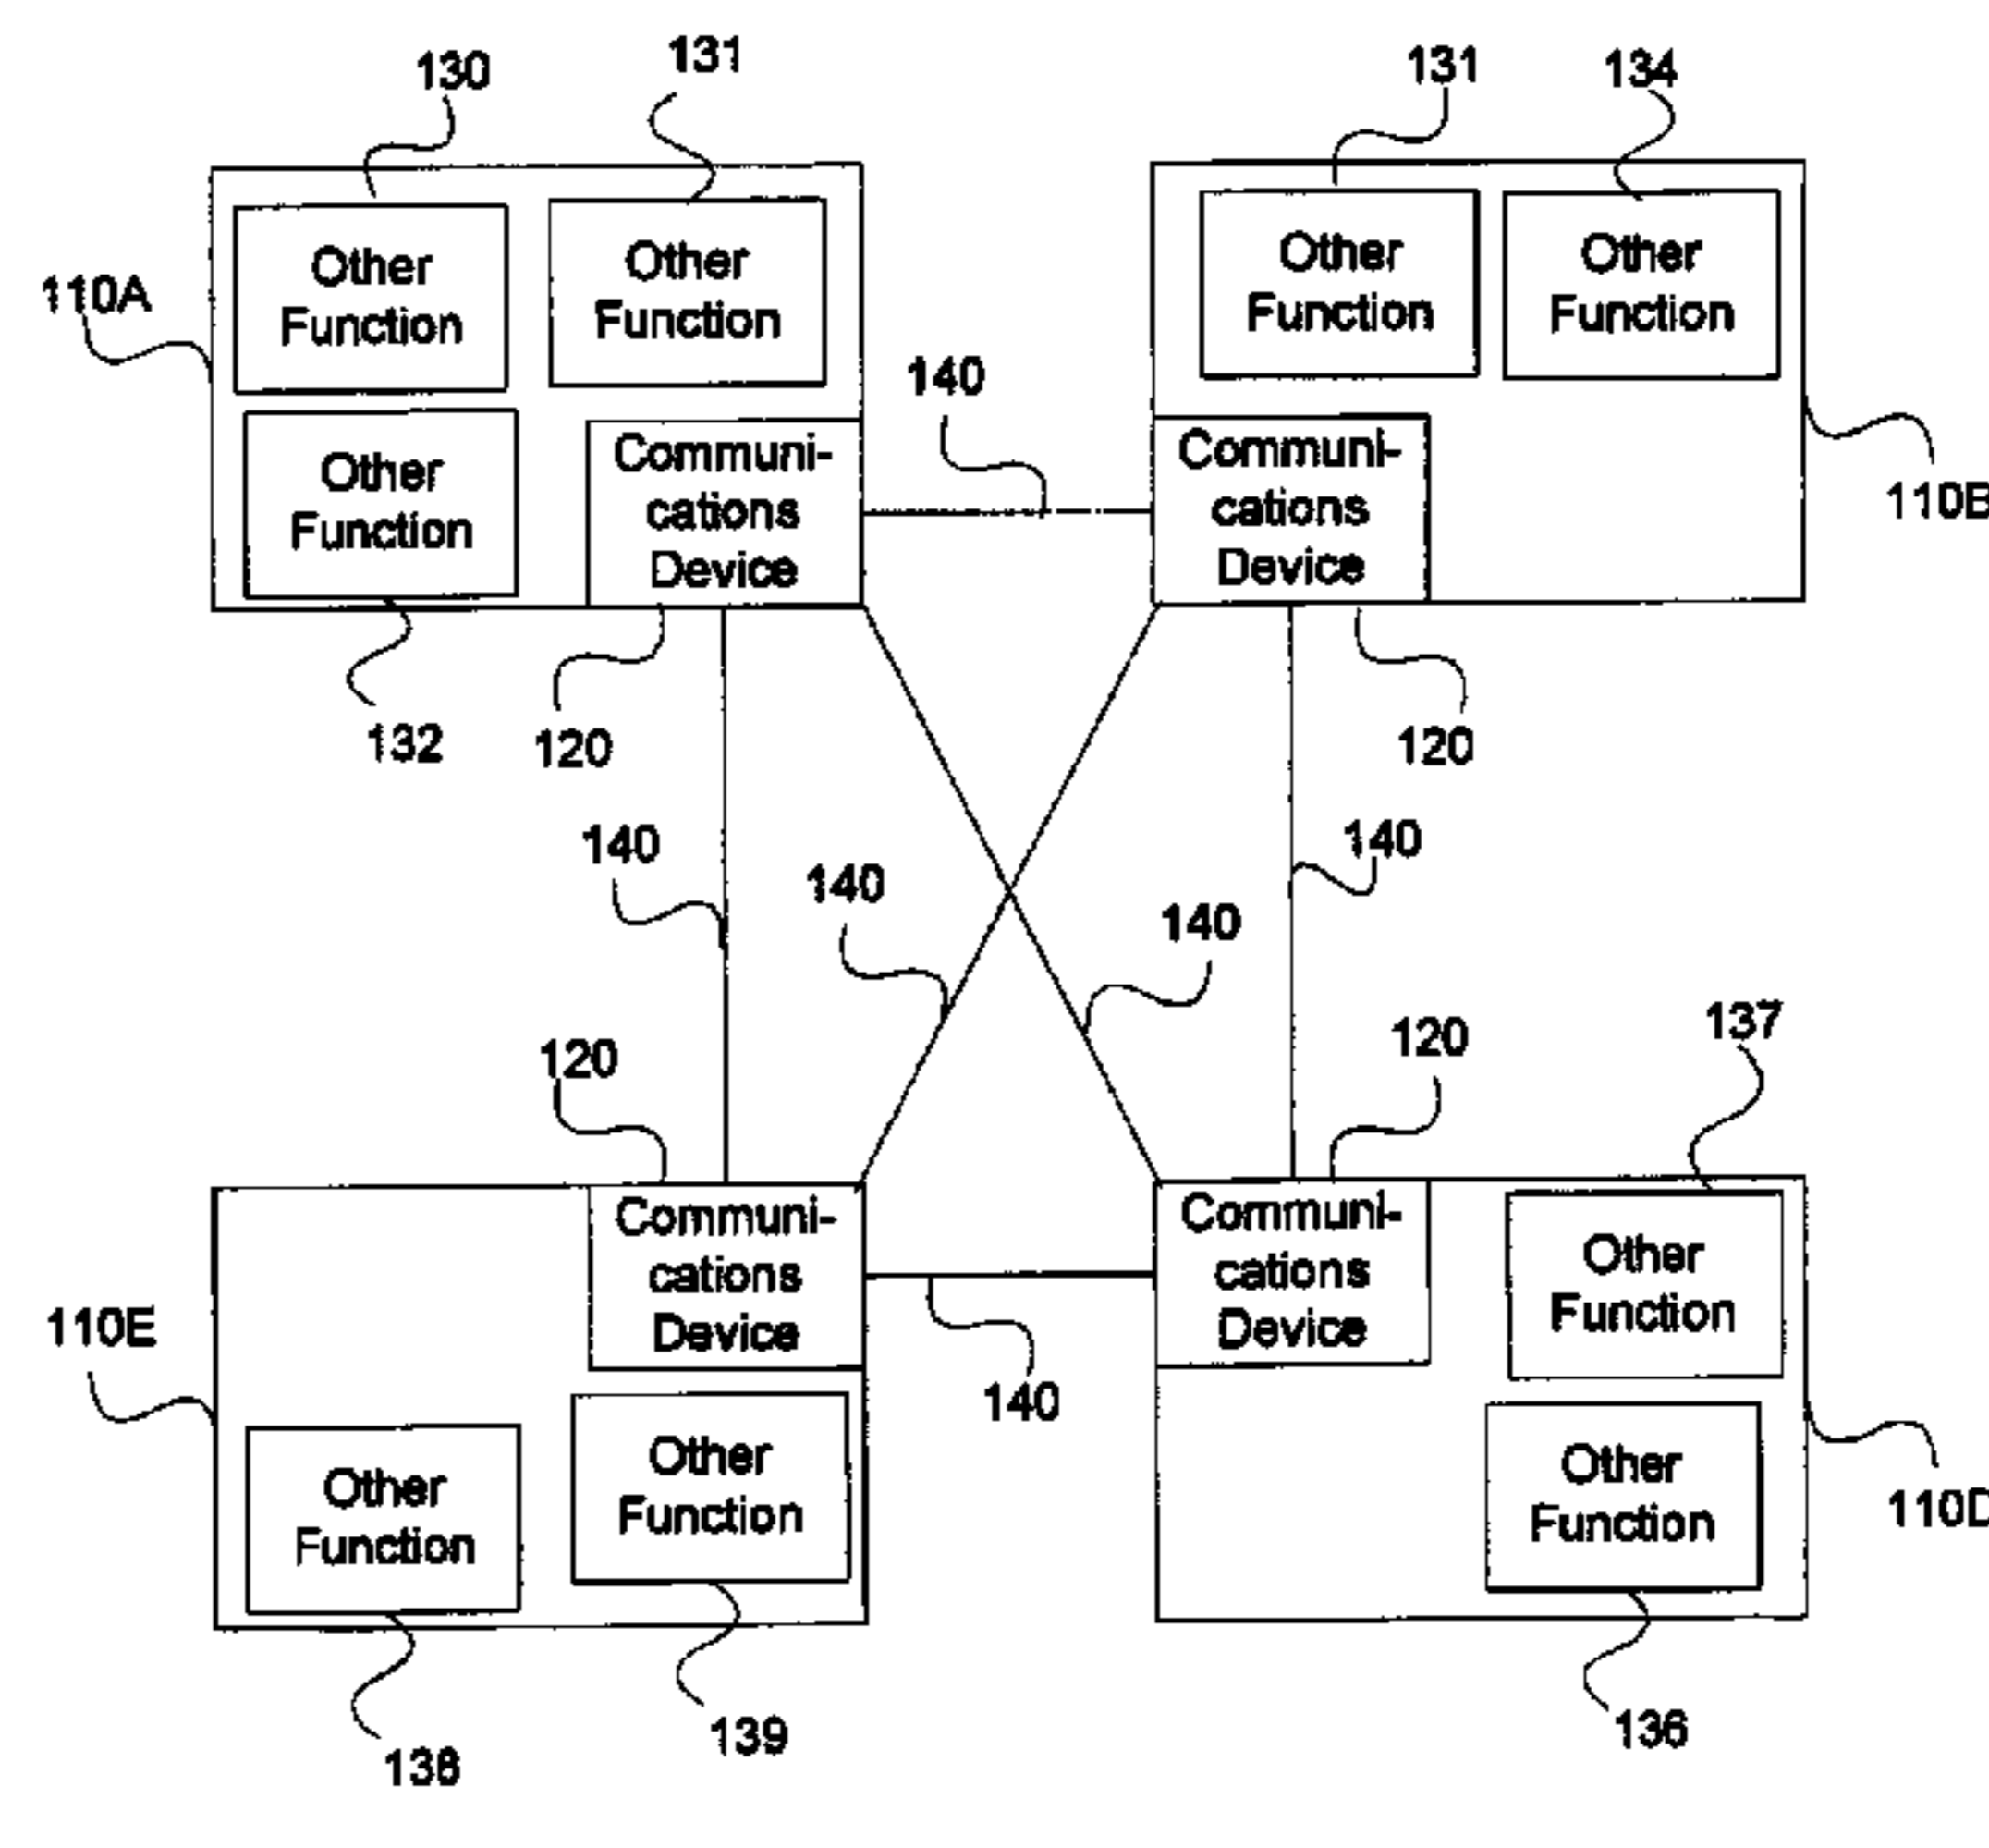 130
131
131
134
110A
Other
Function
Other
Function
Other
Function
Other
Function
140
Other
Function
Communi-
cations
Device
Communi-
cations
Device
110B
132
120
120
140
140
140
140
137
120
120
Communi-
cations
Device
Communi-
cations
Device
Other
Function
110E
140
Other
Function
Other
Function
Other
Function
110D
138
139
136